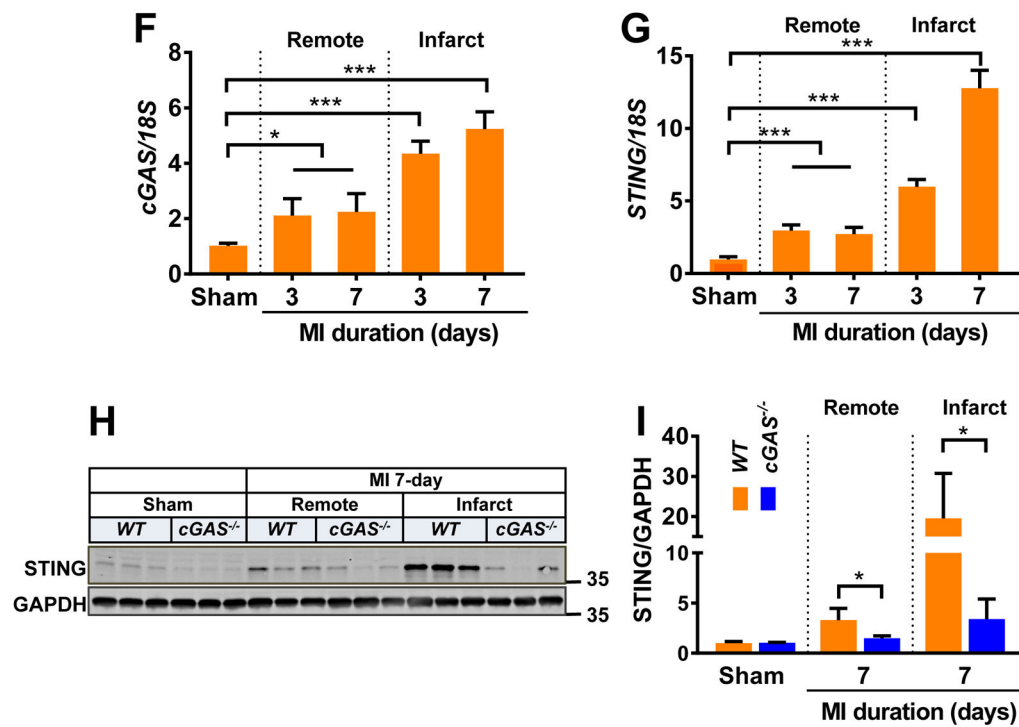 F
Remote Infarct
cGAS/18S
8
6
4
2
0
***
***
*
Sham 3 7 3 7
MI duration (days)
G
Remote Infarct
STING/18S
15
10
5
0
***
***
***
Sham 3 7 3 7
MI duration (days)
H
MI 7-day
Sham Remote Infarct
WT cGAS-/- WT cGAS-/- WT cGAS-/-
STING 35
GAPDH 35
I
Remote Infarct
WT cGAS-/-
STING/GAPDH
40
30
20
10
5
0
*
*
Sham 7 7
MI duration (days)